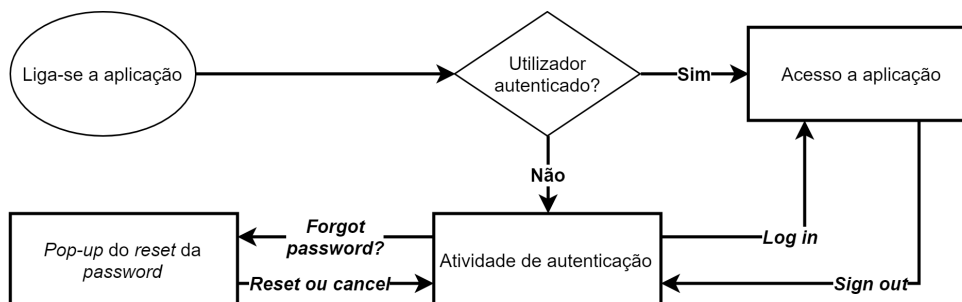 Liga-se a aplicação
Utilizador
autenticado?
Sim
Acesso a aplicação
Não
Pop-up do reset da
password
Forgot
password?
Reset ou cancel
Atividade de autenticação
Log in
Sign out